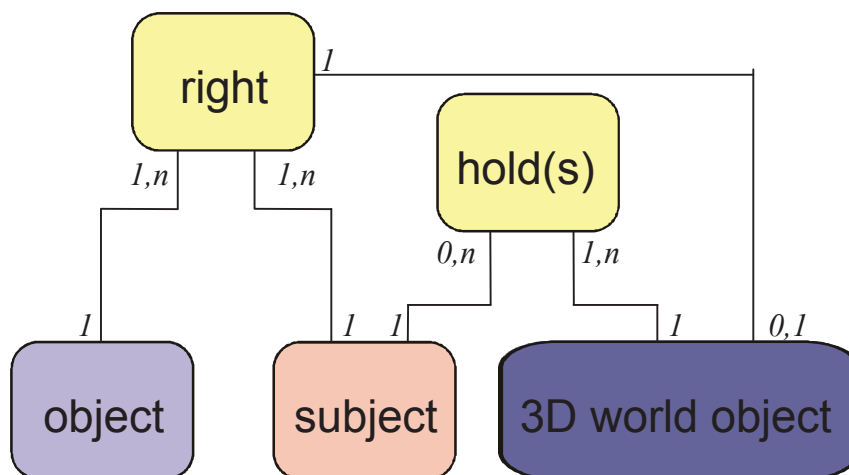 1
right
1,n
1,n
hold(s)
0,n
1,n
1
1
1
1
0,1
object
subject
3D world object